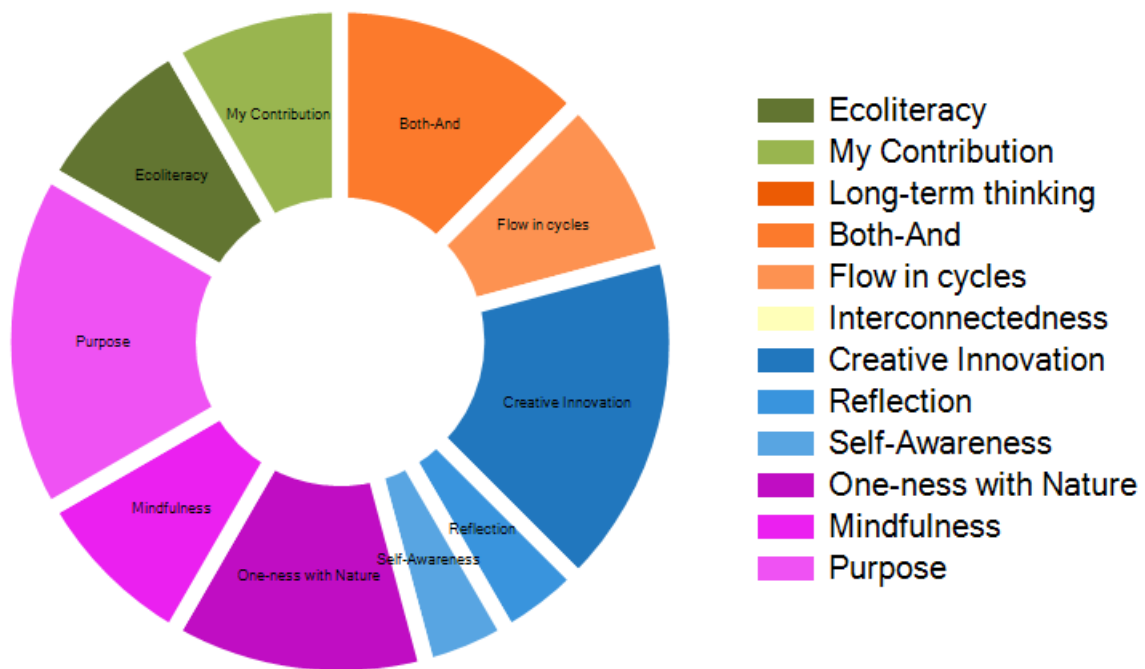 My Contribution
Both-And
Ecoliteracy
Flow in cycles
Purpose
Creative Innovation
Mindfulness
Reflection
Self-Awareness
One-ness with Nature
Ecoliteracy
My Contribution
Long-term thinking
Both-And
Flow in cycles
Interconnectedness
Creative Innovation
Reflection
Self-Awareness
One-ness with Nature
Mindfulness
Purpose